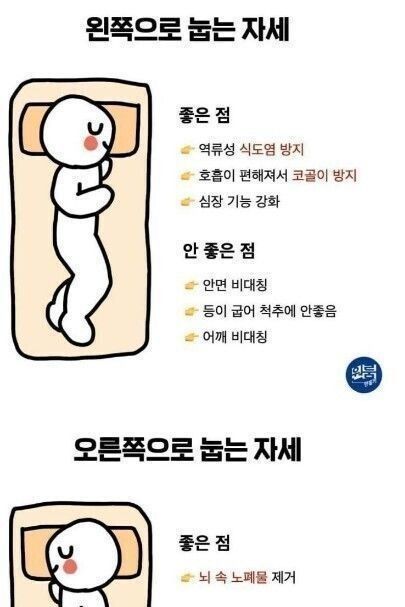 왼쪽으로 눕는 자세
좋은 점
👉 역류성 식도염 방지
👉 호흡이 편해져서 코골이 방지
👉 심장 기능 강화
안 좋은 점
👉 안면 비대칭
👉 등이 굽어 척추에 안좋음
👉 어깨 비대칭
오른쪽으로 눕는 자세
좋은 점
👉 뇌 속 노폐물 제거